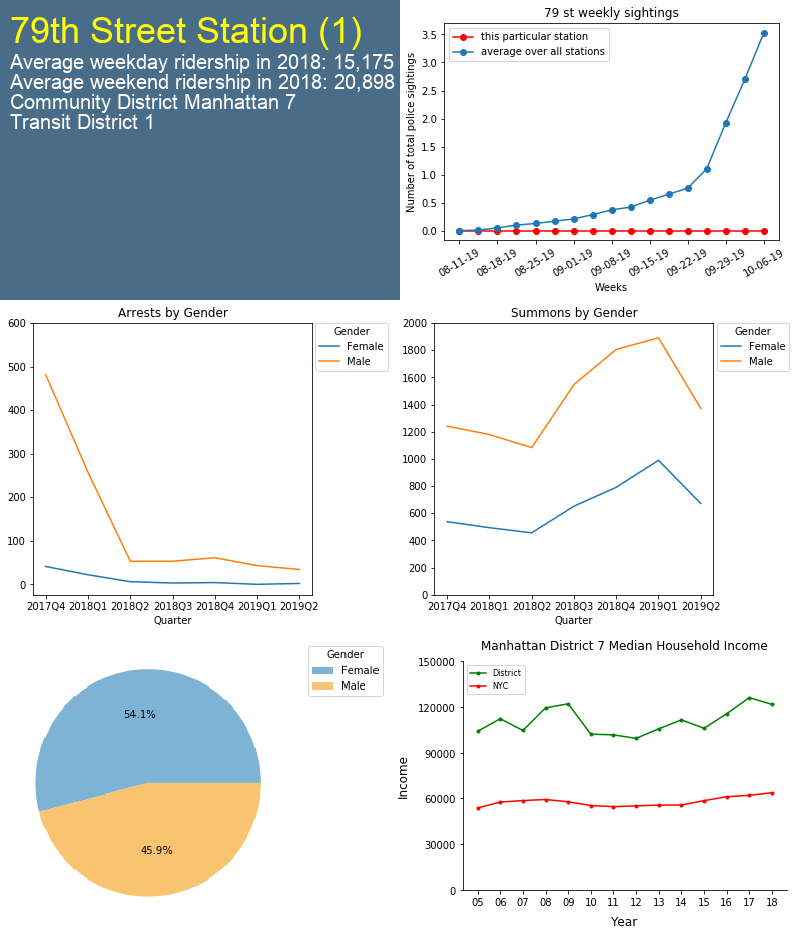 79th Street Station (1)
Average weekday ridership in 2018: 15,175
Average weekend ridership in 2018: 20,898
Community District Manhattan 7
Transit District 1
79 st weekly sightings
this particular station
average over all stations
Number of total police sightings
3.5
3.0
2.5
2.0
1.5
1.0
0.5
0.0
08-11-19
08-18-19
08-25-19
09-01-19
09-08-19
09-15-19
09-22-19
09-29-19
10-06-19
Weeks
Arrests by Gender
Gender
Female
Male
600
500
400
300
200
100
0
2017Q4 2018Q1 2018Q2 2018Q3 2018Q4 2019Q1 2019Q2
Quarter
Summons by Gender
Gender
Female
Male
2000
1800
1600
1400
1200
1000
800
600
400
200
0
2017Q4 2018Q1 2018Q2 2018Q3 2018Q4 2019Q1 2019Q2
Quarter
Gender
Female
Male
54.1%
45.9%
Manhattan District 7 Median Household Income
District
NYC
Income
150000
120000
90000
60000
30000
0
05 06 07 08 09 10 11 12 13 14 15 16 17 18
Year